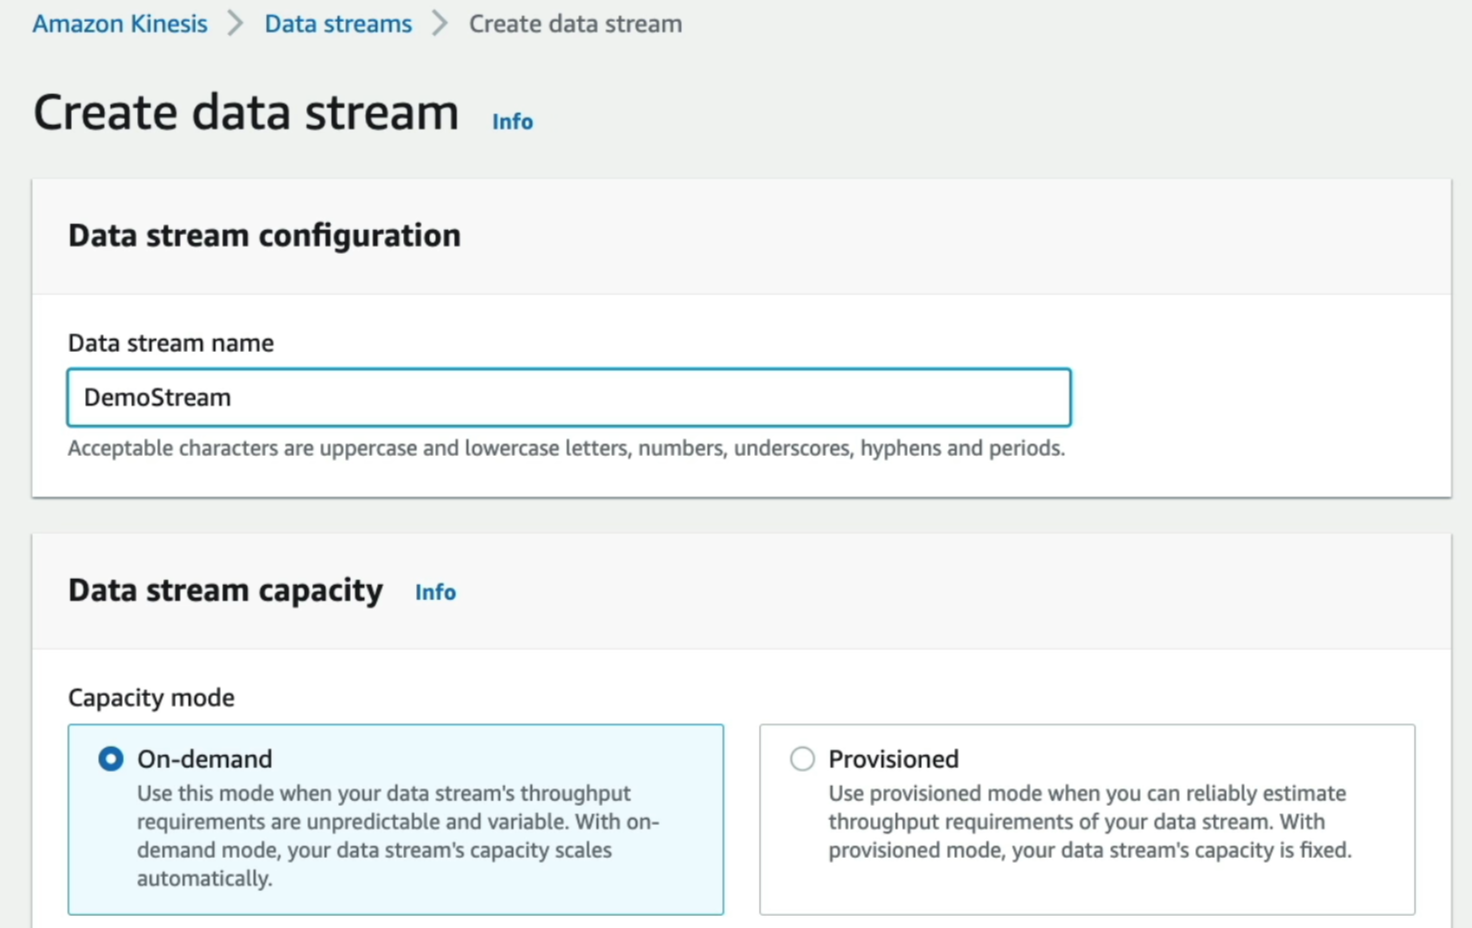 Amazon Kinesis > Data streams > Create data stream
Create data stream Info
Data stream configuration
Data stream name
DemoStream
Acceptable characters are uppercase and lowercase letters, numbers, underscores, hyphens and periods.
Data stream capacity Info
Capacity mode
On-demand
Use this mode when your data stream's throughput
requirements are unpredictable and variable. With on-
demand mode, your data stream's capacity scales
automatically.
Provisioned
Use provisioned mode when you can reliably estimate
throughput requirements of your data stream. With
provisioned mode, your data stream's capacity is fixed.